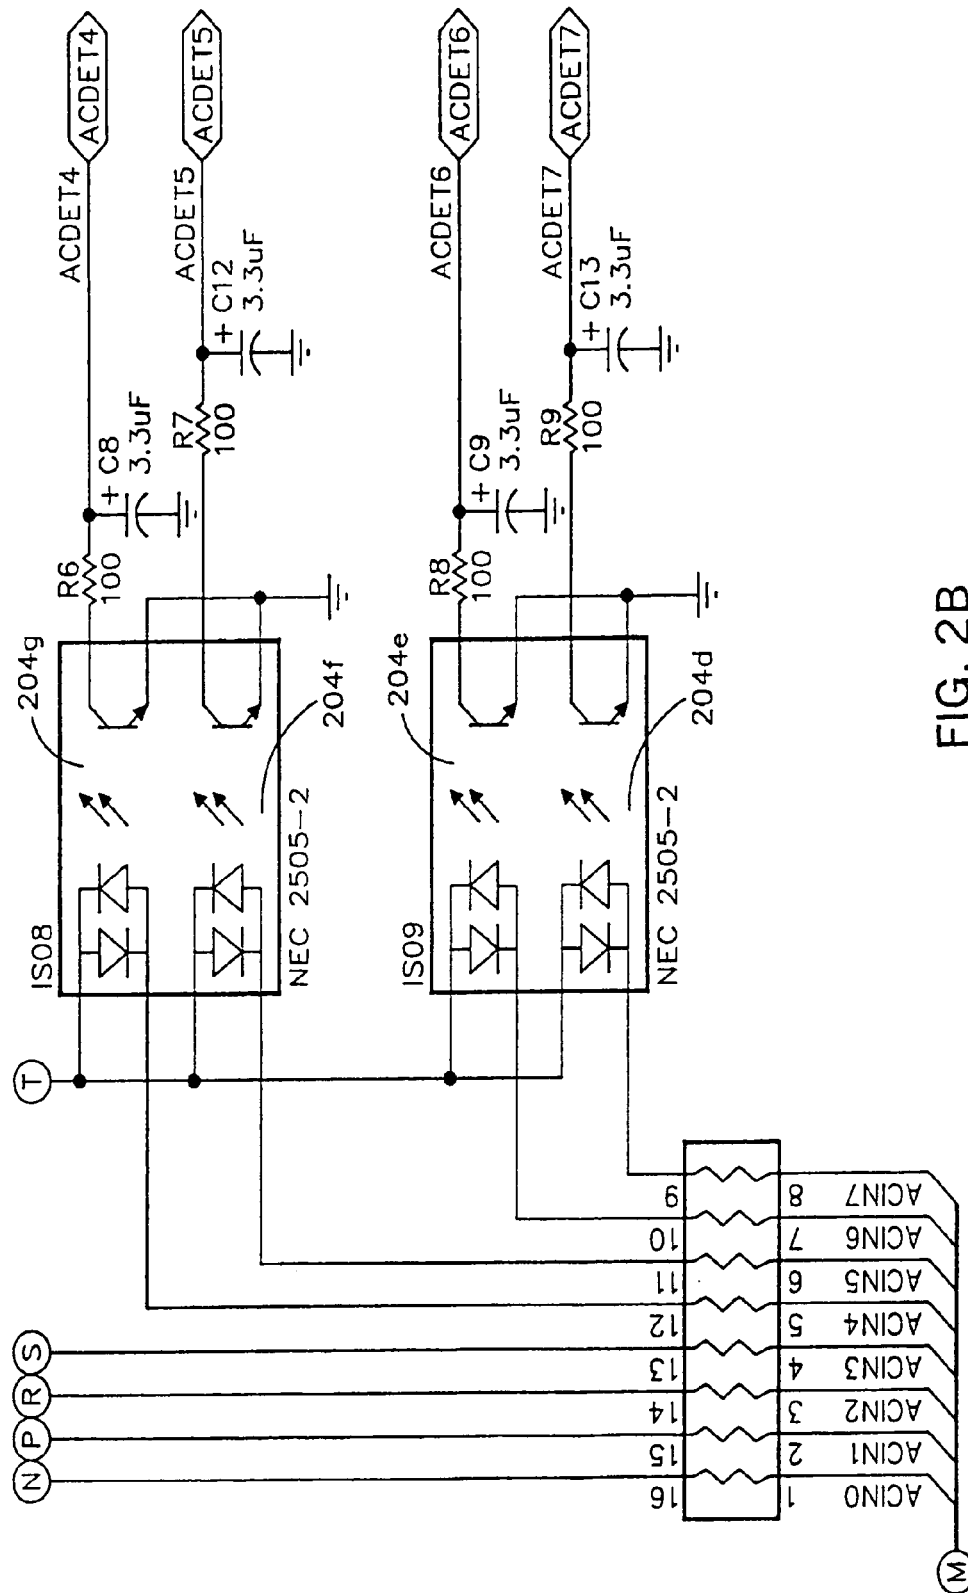 N
P
R
S
T
IS08
204g
204f
NEC 2505-2
R6
100
C8
+
3.3uF
ACDET4
ACDET4
R7
100
C12
+
3.3uF
ACDET5
ACDET5
IS09
204e
204d
NEC 2505-2
R8
100
C9
+
3.3uF
ACDET6
ACDET6
R9
100
C13
+
3.3uF
ACDET7
ACDET7
16
15
14
13
12
11
10
9
1
2
3
4
5
6
7
8
ACIN0
ACIN1
ACIN2
ACIN3
ACIN4
ACIN5
ACIN6
ACIN7
M
FIG. 2B